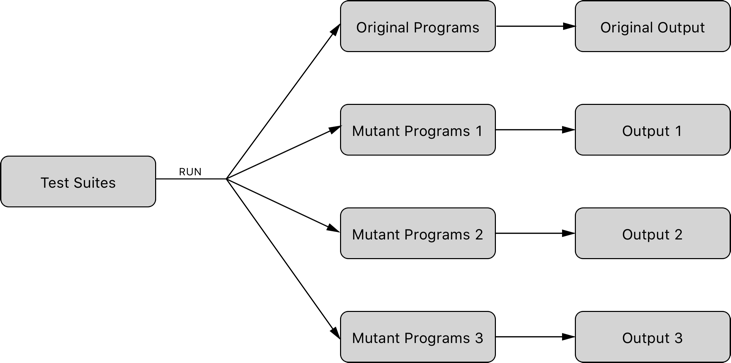 Original Programs
Original Output
Mutant Programs 1
Output 1
Test Suites
RUN
Mutant Programs 2
Output 2
Mutant Programs 3
Output 3